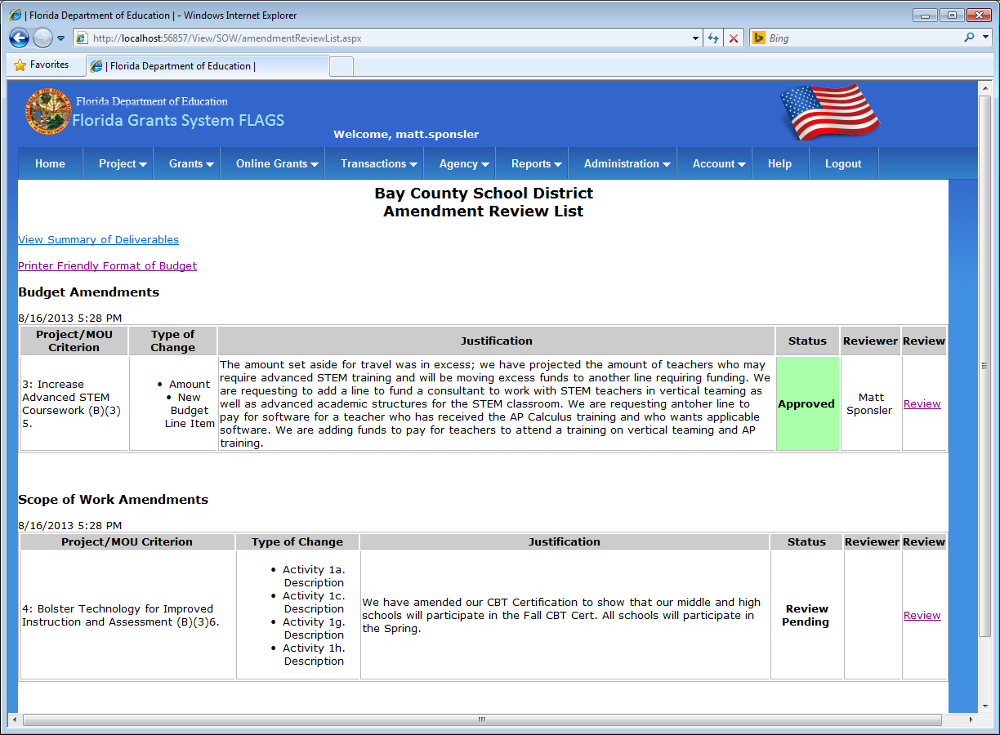 | Florida Department of Education | - Windows Internet Explorer
http://localhost:56857/View/SOW/amendmentReviewList.aspx
Bing
Favorites
| Florida Department of Education |
Florida Department of Education
Florida Grants System FLAGS
Welcome, matt.sponsler
Home Project Grants Online Grants Transactions Agency Reports Administration Account Help Logout
Bay County School District
Amendment Review List
View Summary of Deliverables
Printer Friendly Format of Budget
Budget Amendments
8/16/2013 5:28 PM
Project/MOU Criterion Type of Change Justification Status Reviewer Review
3: Increase
Advanced STEM
Coursework (B)(3)
5.
• Amount
• New
Budget
Line Item
The amount set aside for travel was in excess; we have projected the amount of teachers who may
require advanced STEM training and will be moving excess funds to another line requiring funding. We
are requesting to add a line to fund a consultant to work with STEM teachers in vertical teaming as
well as advanced academic structures for the STEM classroom. We are requesting antoher line to
pay for software for a teacher who has received the AP Calculus training and who wants applicable
software. We are adding funds to pay for teachers to attend a training on vertical teaming and AP
training.
Approved
Matt
Sponsler
Review
Scope of Work Amendments
8/16/2013 5:28 PM
Project/MOU Criterion Type of Change Justification Status Reviewer Review
4: Bolster Technology for Improved
Instruction and Assessment (B)(3)6.
• Activity 1a.
Description
• Activity 1c.
Description
• Activity 1g.
Description
• Activity 1h.
Description
We have amended our CBT Certification to show that our middle and high
schools will participate in the Fall CBT Cert. All schools will participate in
the Spring.
Review
Pending
Review